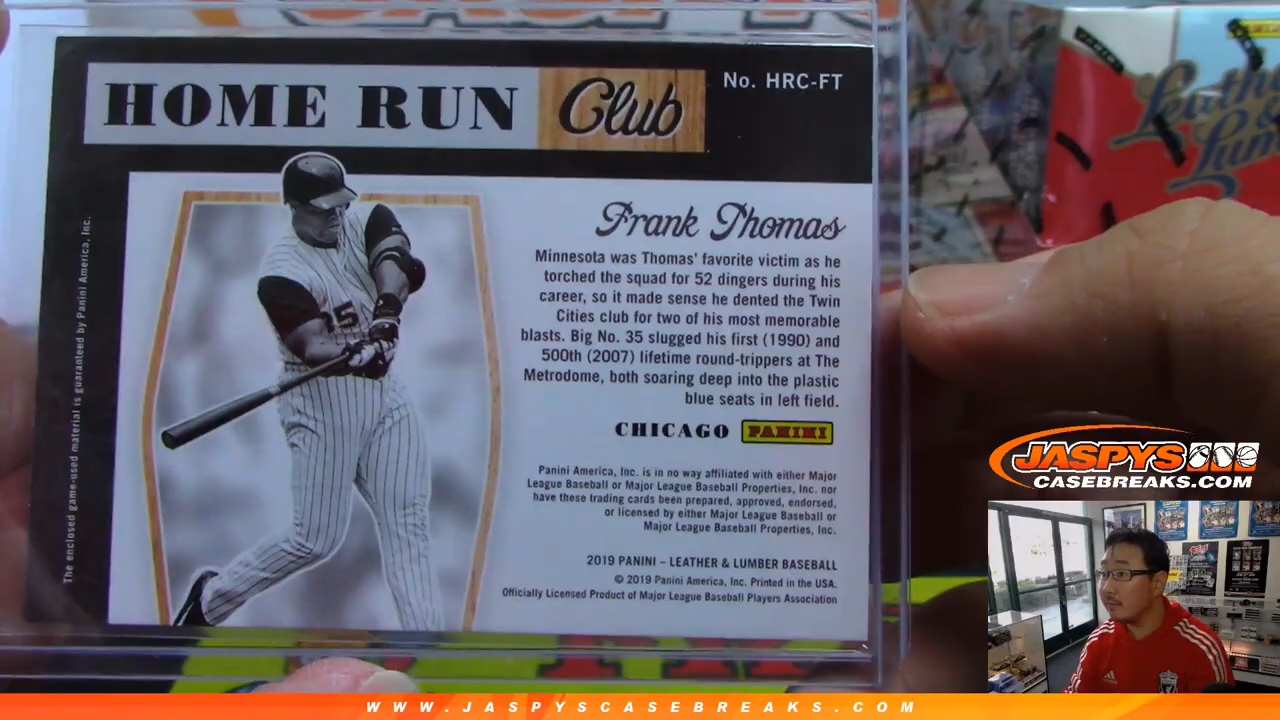 HOME RUN Club
No. HRC-FT
Frank Thomas
Minnesota was Thomas' favorite victim as he
torched the squad for 52 dingers during his
career, so it made sense he dented the Twin
Cities club for two of his most memorable
blasts. Big No. 35 slugged his first (1990) and
500th (2007) lifetime round-trippers at The
Metrodome, both soaring deep into the plastic
blue seats in left field.
CHICAGO PANINI
Panini America, Inc. is in no way affiliated with either Major
League Baseball or Major League Baseball Properties, Inc. nor
have these trading cards been prepared, approved, endorsed,
or licensed by either Major League Baseball or
Major League Baseball Properties, Inc.
2019 PANINI – LEATHER & LUMBER BASEBALL
© 2019 Panini America, Inc. Printed in the USA.
Officially Licensed Product of Major League Baseball Players Association
The enclosed game-used material is guaranteed by Panini America, Inc.
JASPYS
CASEBREAKS.COM
WWW.JASPYSCASEBREAKS.COM